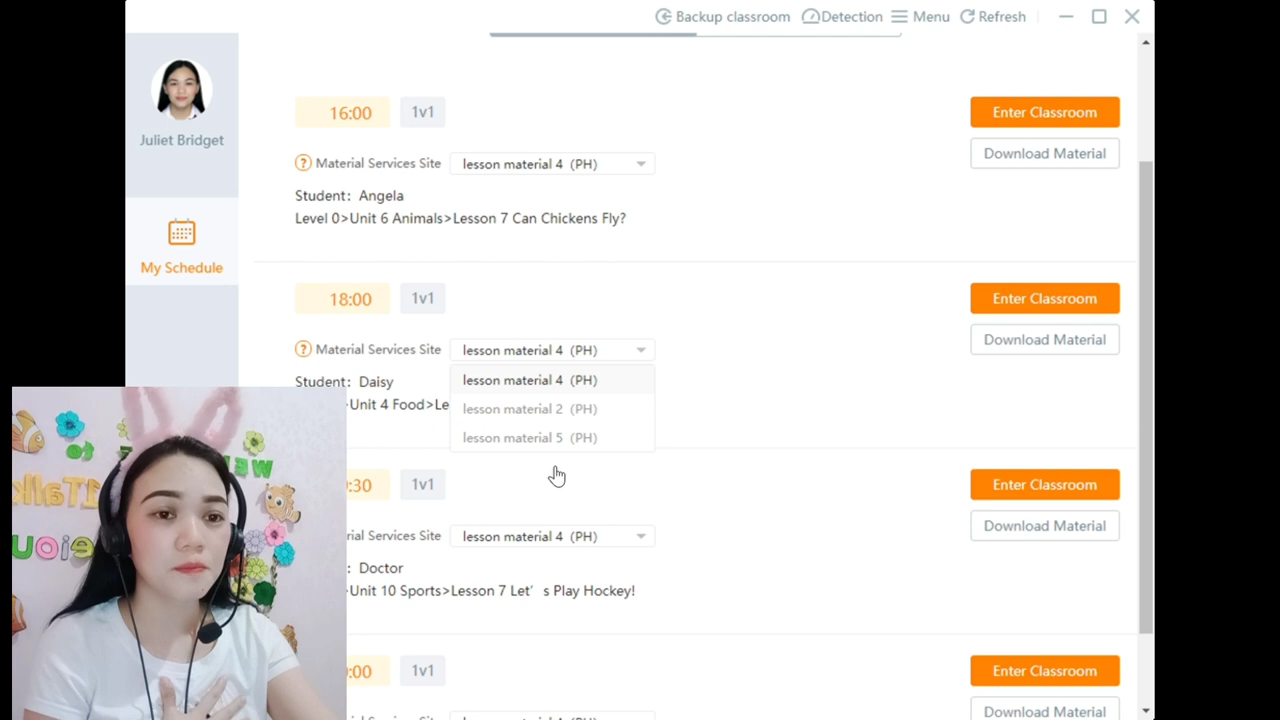 Backup classroom Detection Menu Refresh
Juliet Bridget
My Schedule
16:00 1v1 Enter Classroom
Download Material
? Material Services Site lesson material 4 (PH)
Student: Angela
Level 0>Unit 6 Animals>Lesson 7 Can Chickens Fly?
18:00 1v1 Enter Classroom
Download Material
? Material Services Site lesson material 4 (PH)
lesson material 4 (PH)
lesson material 2 (PH)
lesson material 5 (PH)
Student: Daisy
>Unit 4 Food>Le
:30 1v1 Enter Classroom
Download Material
rial Services Site lesson material 4 (PH)
: Doctor
>Unit 10 Sports>Lesson 7 Let’s Play Hockey!
:00 1v1 Enter Classroom
Download Material